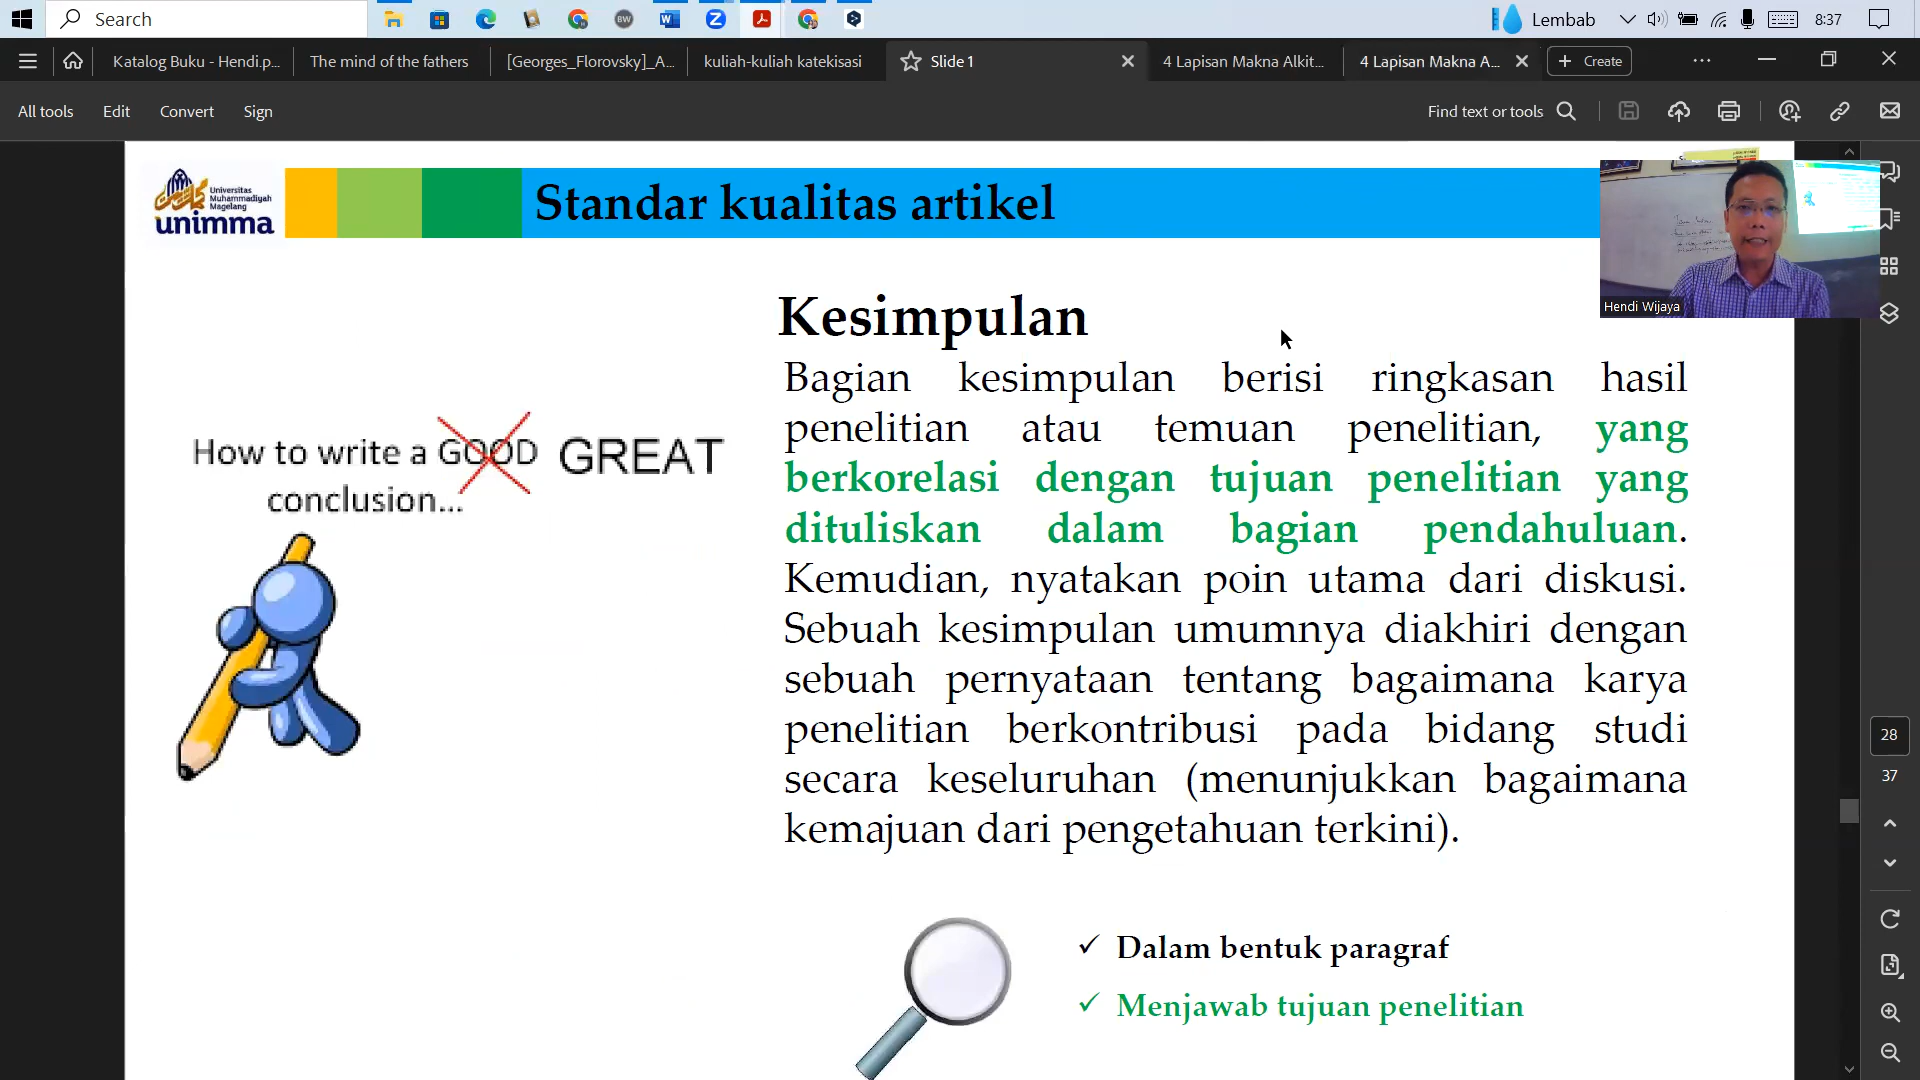 Search
Lembab
8:37
Katalog Buku - Hendi.p...
The mind of the fathers
[Georges_Florovsky]_A...
kuliah-kuliah katekisasi
Slide 1
4 Lapisan Makna Alkit...
4 Lapisan Makna A...
Create
All tools
Edit
Convert
Sign
Find text or tools
Universitas
Muhammadiyah
Magelang
unimma
Standar kualitas artikel
Hendi Wijaya
How to write a GOOD GREAT
conclusion...
Kesimpulan
Bagian kesimpulan berisi ringkasan hasil
penelitian atau temuan penelitian, yang
berkorelasi dengan tujuan penelitian yang
dituliskan dalam bagian pendahuluan.
Kemudian, nyatakan poin utama dari diskusi.
Sebuah kesimpulan umumnya diakhiri dengan
sebuah pernyataan tentang bagaimana karya
penelitian berkontribusi pada bidang studi
secara keseluruhan (menunjukkan bagaimana
kemajuan dari pengetahuan terkini).
✓ Dalam bentuk paragraf
✓ Menjawab tujuan penelitian
28
37